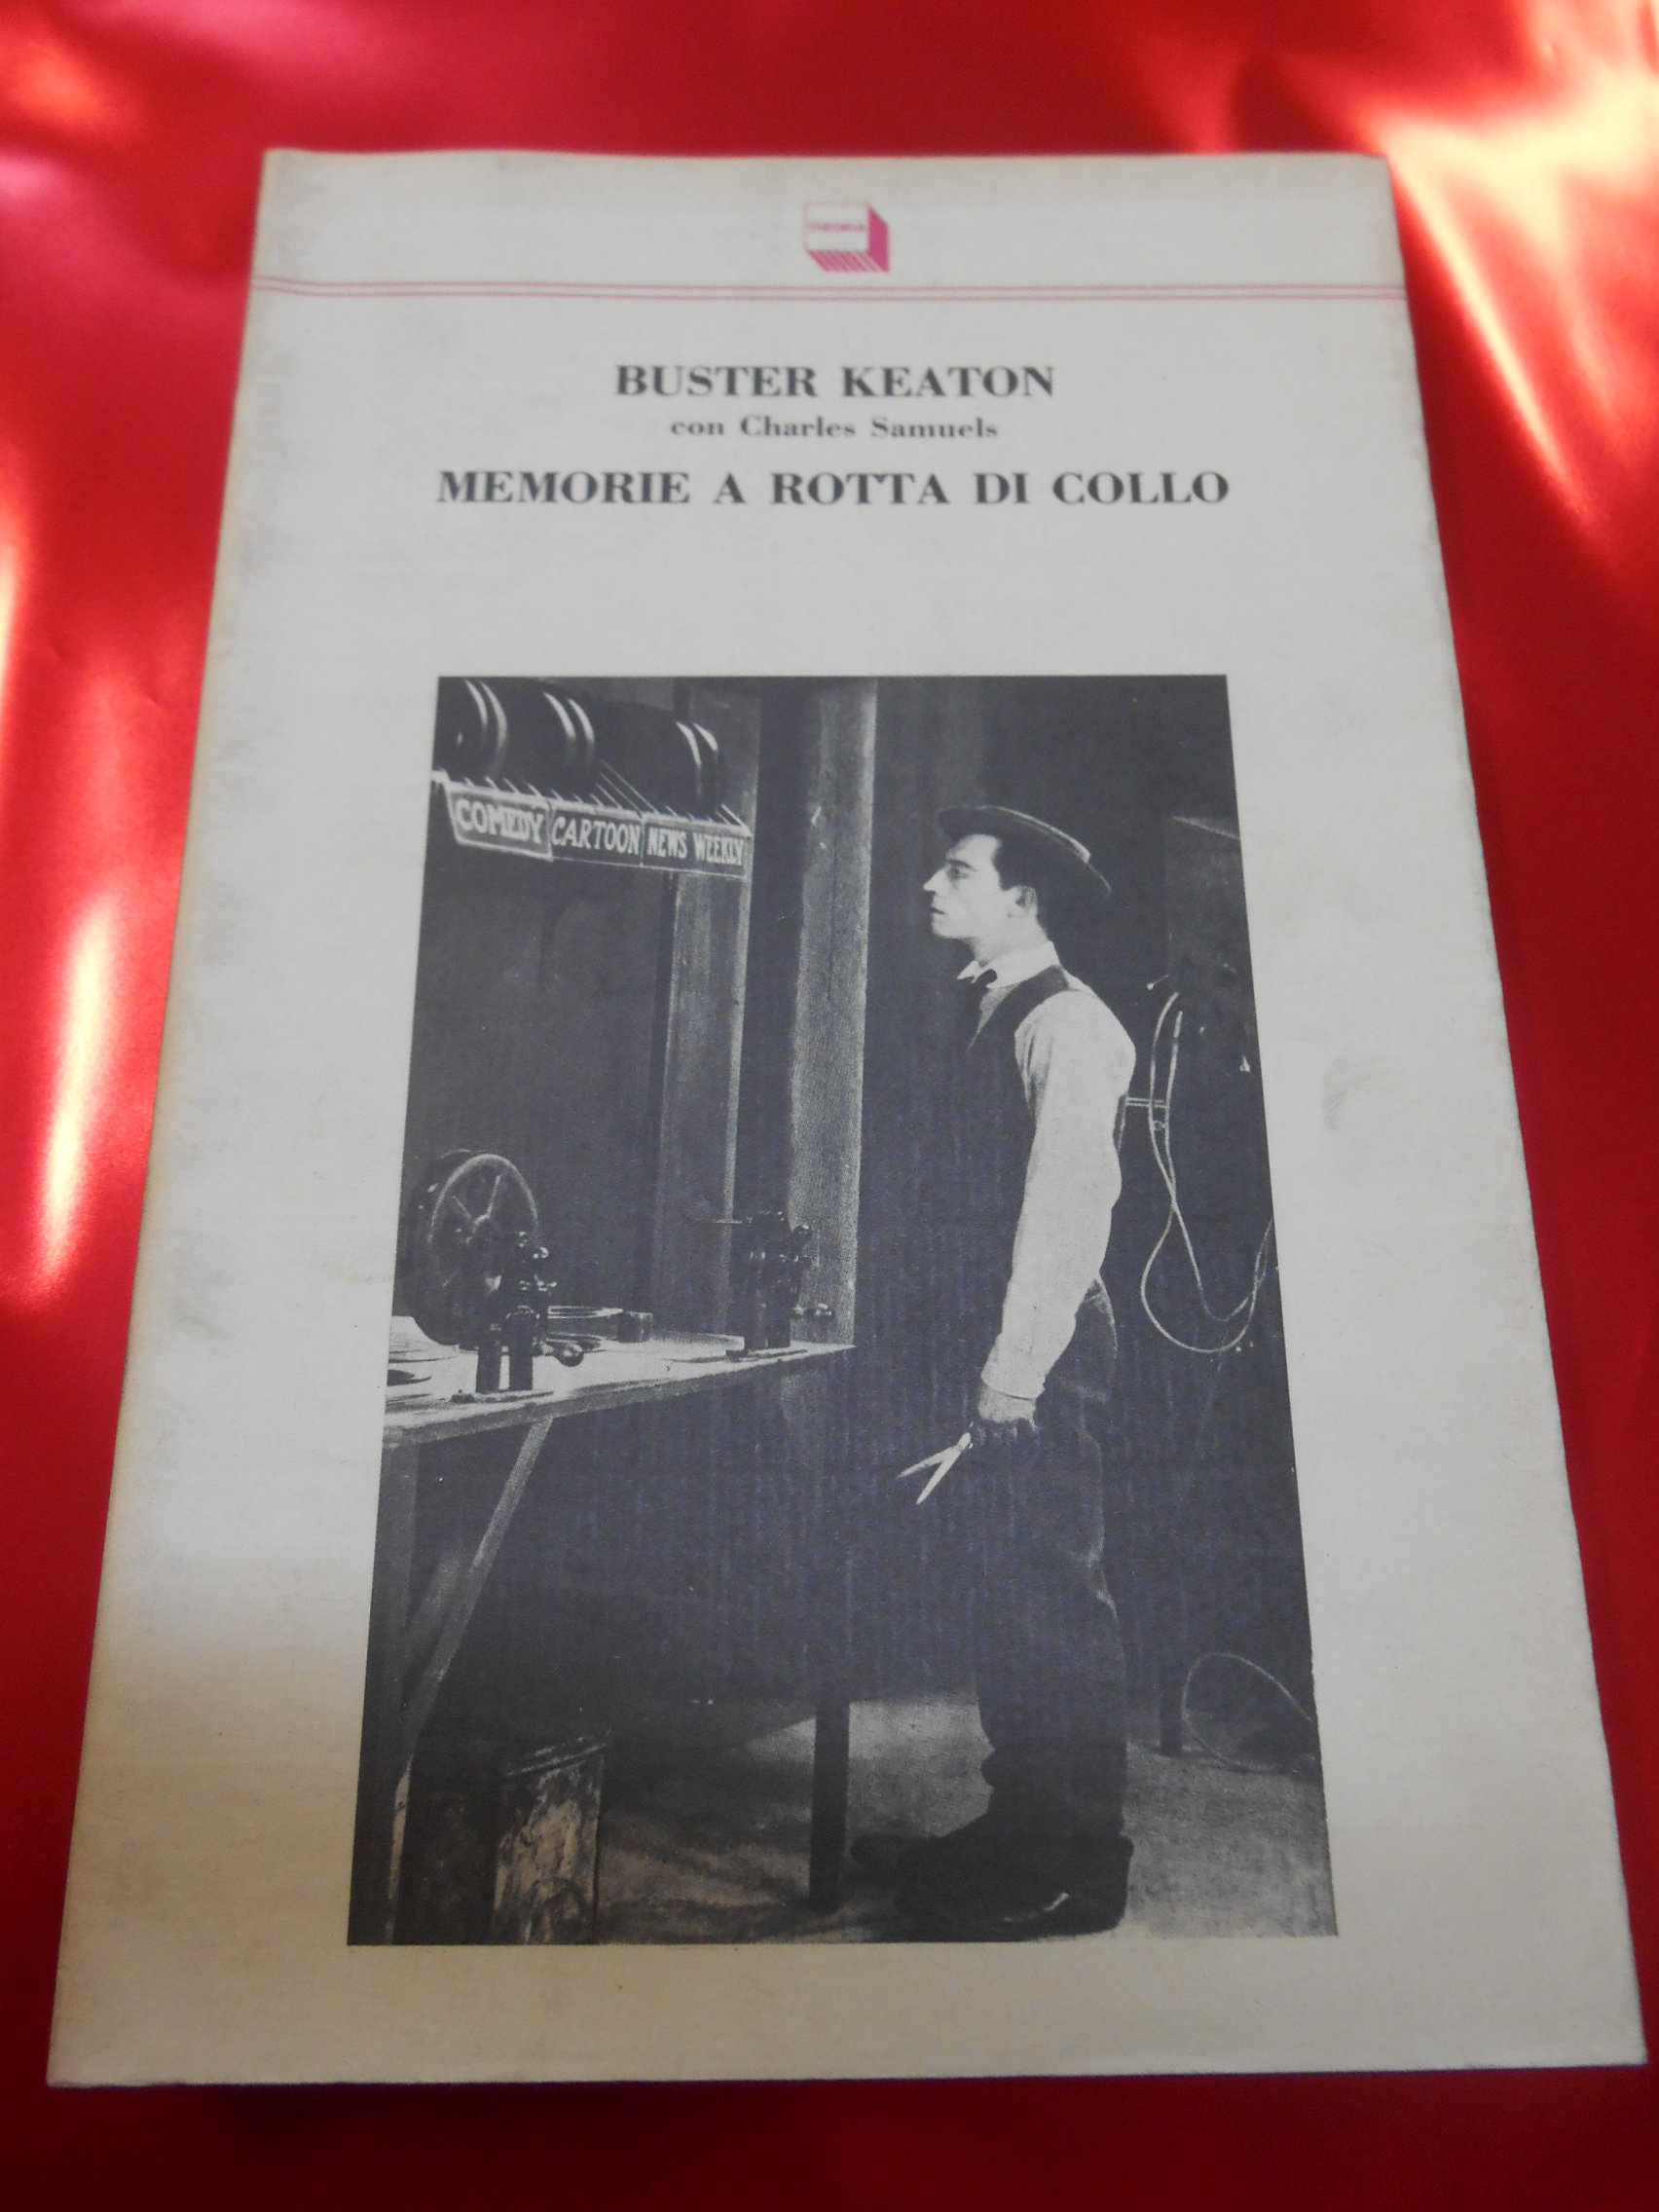 BUSTER KEATON
con Charles Samuels
MEMORIE A ROTTA DI COLLO
COMEDY CARTOON NEWS WEEKLY